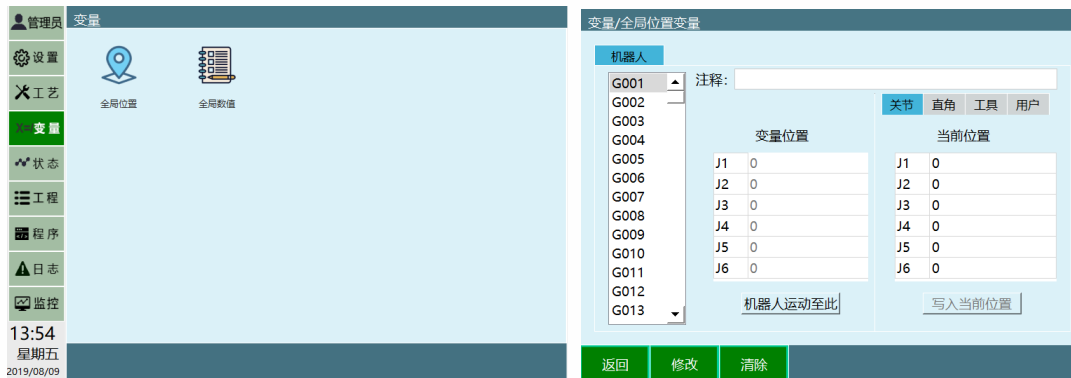 管理员
设置
工艺
X= 变量
状态
工程
程序
日志
监控
13:54
星期五
2019/08/09
变量
全局位置
全局数值
变量/全局位置变量
机器人
G001
G002
G003
G004
G005
G006
G007
G008
G009
G010
G011
G012
G013
注释:
关节 直角 工具 用户
变量位置
J1 0
J2 0
J3 0
J4 0
J5 0
J6 0
机器人运动至此
当前位置
J1 0
J2 0
J3 0
J4 0
J5 0
J6 0
写入当前位置
返回 修改 清除